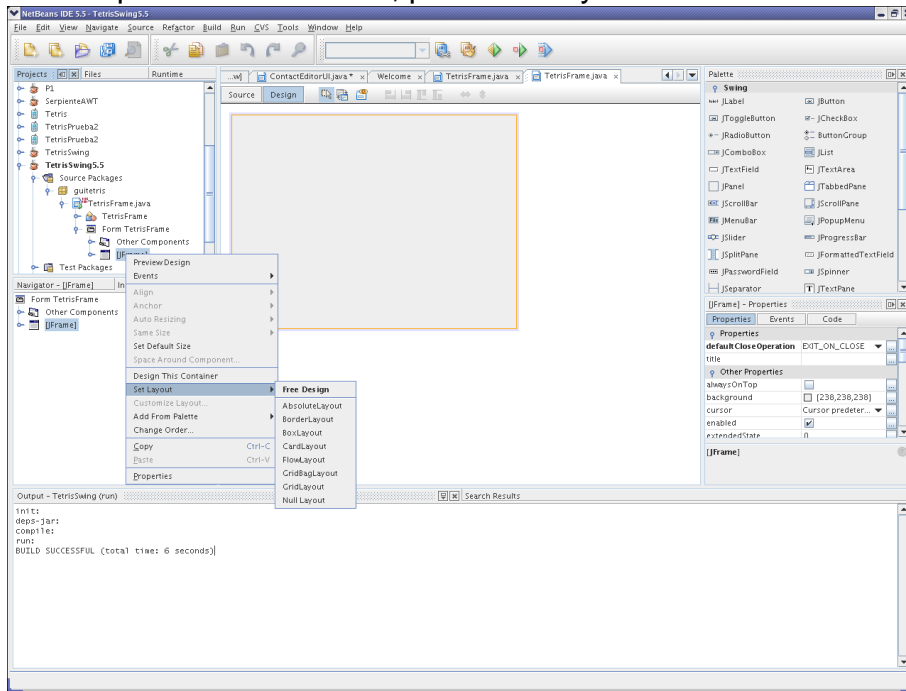 NetBeans IDE 5.5 - TetrisSwing5.5
File Edit View Navigate Source Refactor Build Run CVS Tools Window Help
Projects Files Runtime
P1
SerpienteAWT
Tetris
TetrisPrueba2
TetrisPrueba2
TetrisSwing
TetrisSwing5.5
Source Packages
guitetris
TetrisFrame.java
TetrisFrame
Form TetrisFrame
Other Components
Test Packages
Navigator - [JFrame]
Form TetrisFrame
Other Components
[JFrame]
...w] ContactEditorUI.java * Welcome TetrisFrame.java TetrisFrame.java
Source Design
Preview Design
Events
Align
Anchor
Auto Resizing
Same Size
Set Default Size
Space Around Component...
Design This Container
Set Layout
Customize Layout...
Add From Palette
Change Order...
Copy Ctrl-C
Paste Ctrl-V
Properties
Free Design
AbsoluteLayout
BorderLayout
BoxLayout
CardLayout
FlowLayout
GridBagLayout
GridLayout
Null Layout
Palette
Swing
JLabel JButton
JToggleButton JCheckBox
JRadioButton ButtonGroup
JComboBox JList
JTextField JTextArea
JPanel JTabbedPane
JScrollBar JScrollPane
JMenuBar JPopupMenu
JSlider JProgressBar
JSplitPane JFormattedTextField
JPasswordField JSpinner
JSeparator JTextPane
[JFrame] - Properties
Properties Events Code
Properties
defaultCloseOperation EXIT_ON_CLOSE
title
Other Properties
alwaysOnTop
background [238,238,238]
cursor Cursor predeter...
enabled
extendedState 0
[JFrame]
Output - TetrisSwing (run) Search Results
init:
deps-jar:
compile:
run:
BUILD SUCCESSFUL (total time: 6 seconds)